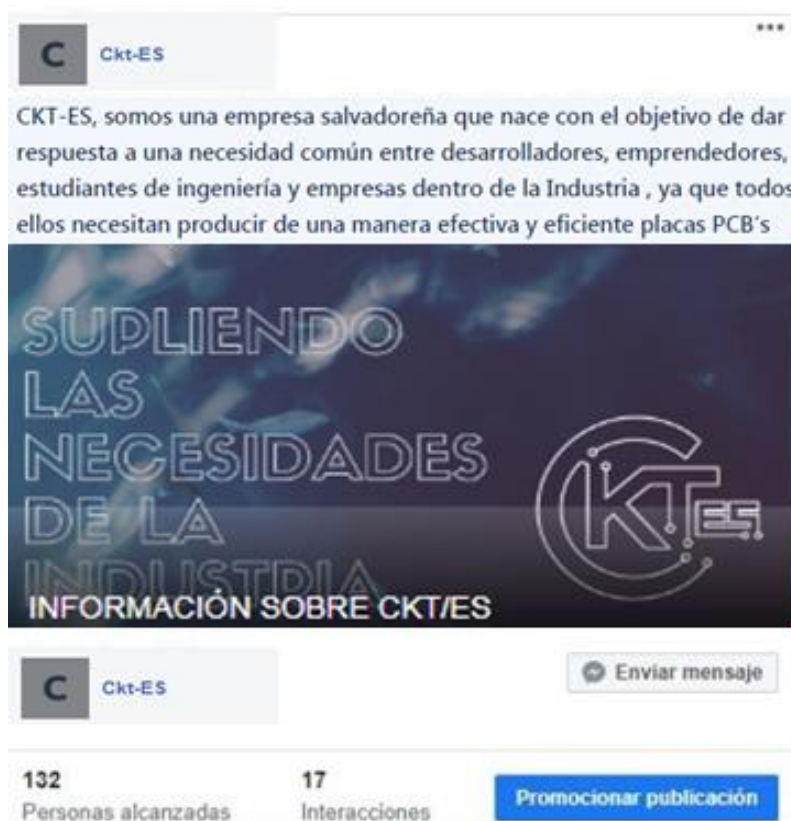 C Ckt-ES
CKT-ES, somos una empresa salvadoreña que nace con el objetivo de dar
respuesta a una necesidad común entre desarrolladores, emprendedores,
estudiantes de ingeniería y empresas dentro de la Industria , ya que todos
ellos necesitan producir de una manera efectiva y eficiente placas PCB's
SUPLIENDO
LAS
NECESIDADES
DE LA
INDUSTRIA
CKT ES
INFORMACIÓN SOBRE CKT/ES
C Ckt-ES
Enviar mensaje
132
Personas alcanzadas
17
Interacciones
Promocionar publicación